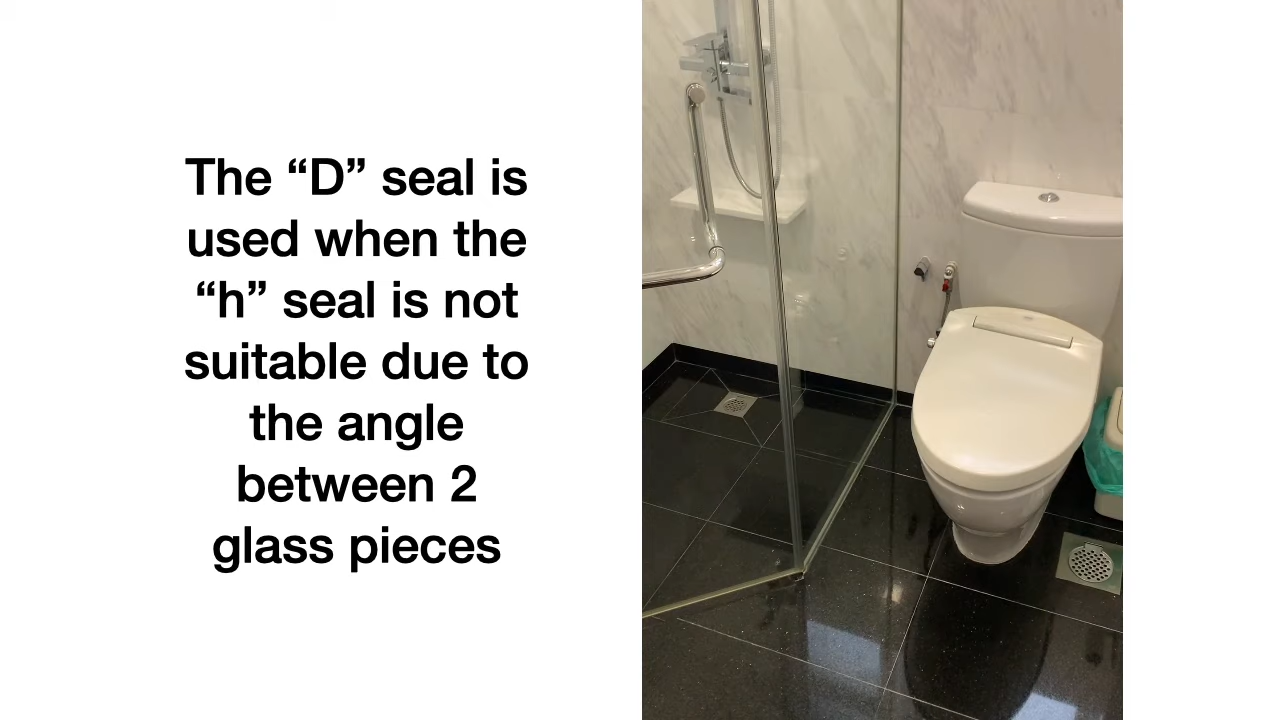 The “D” seal is
used when the
“h” seal is not
suitable due to
the angle
between 2
glass pieces